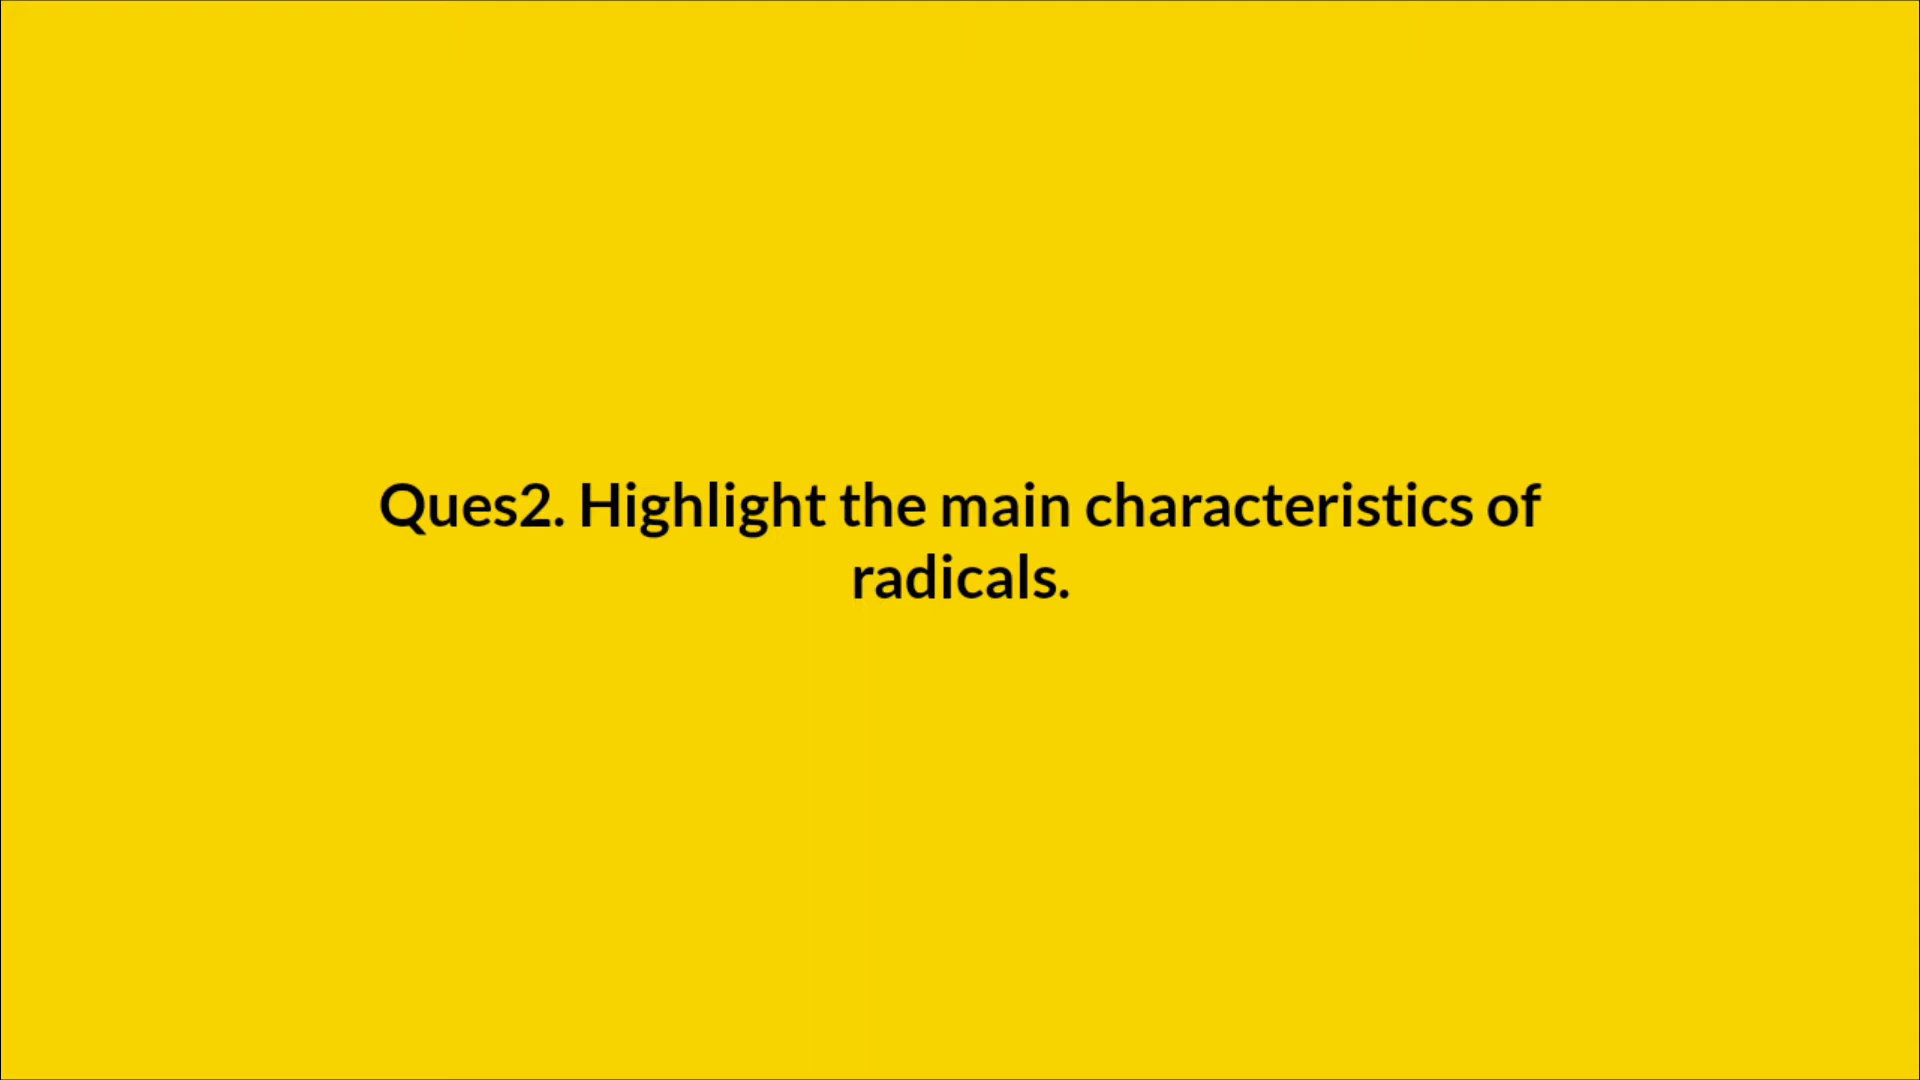 Ques2. Highlight the main characteristics of
radicals.